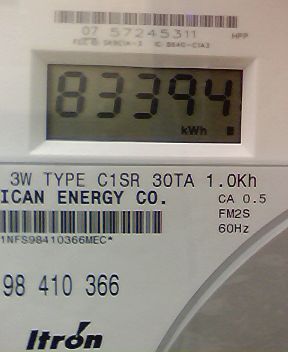 07 57245311 HPP
83394
kWh
3W TYPE C1SR 30TA 1.0Kh
ICAN ENERGY CO. CA 0.5
FM2S
1NFS98410366MEC* 60Hz
98 410 366
Itron